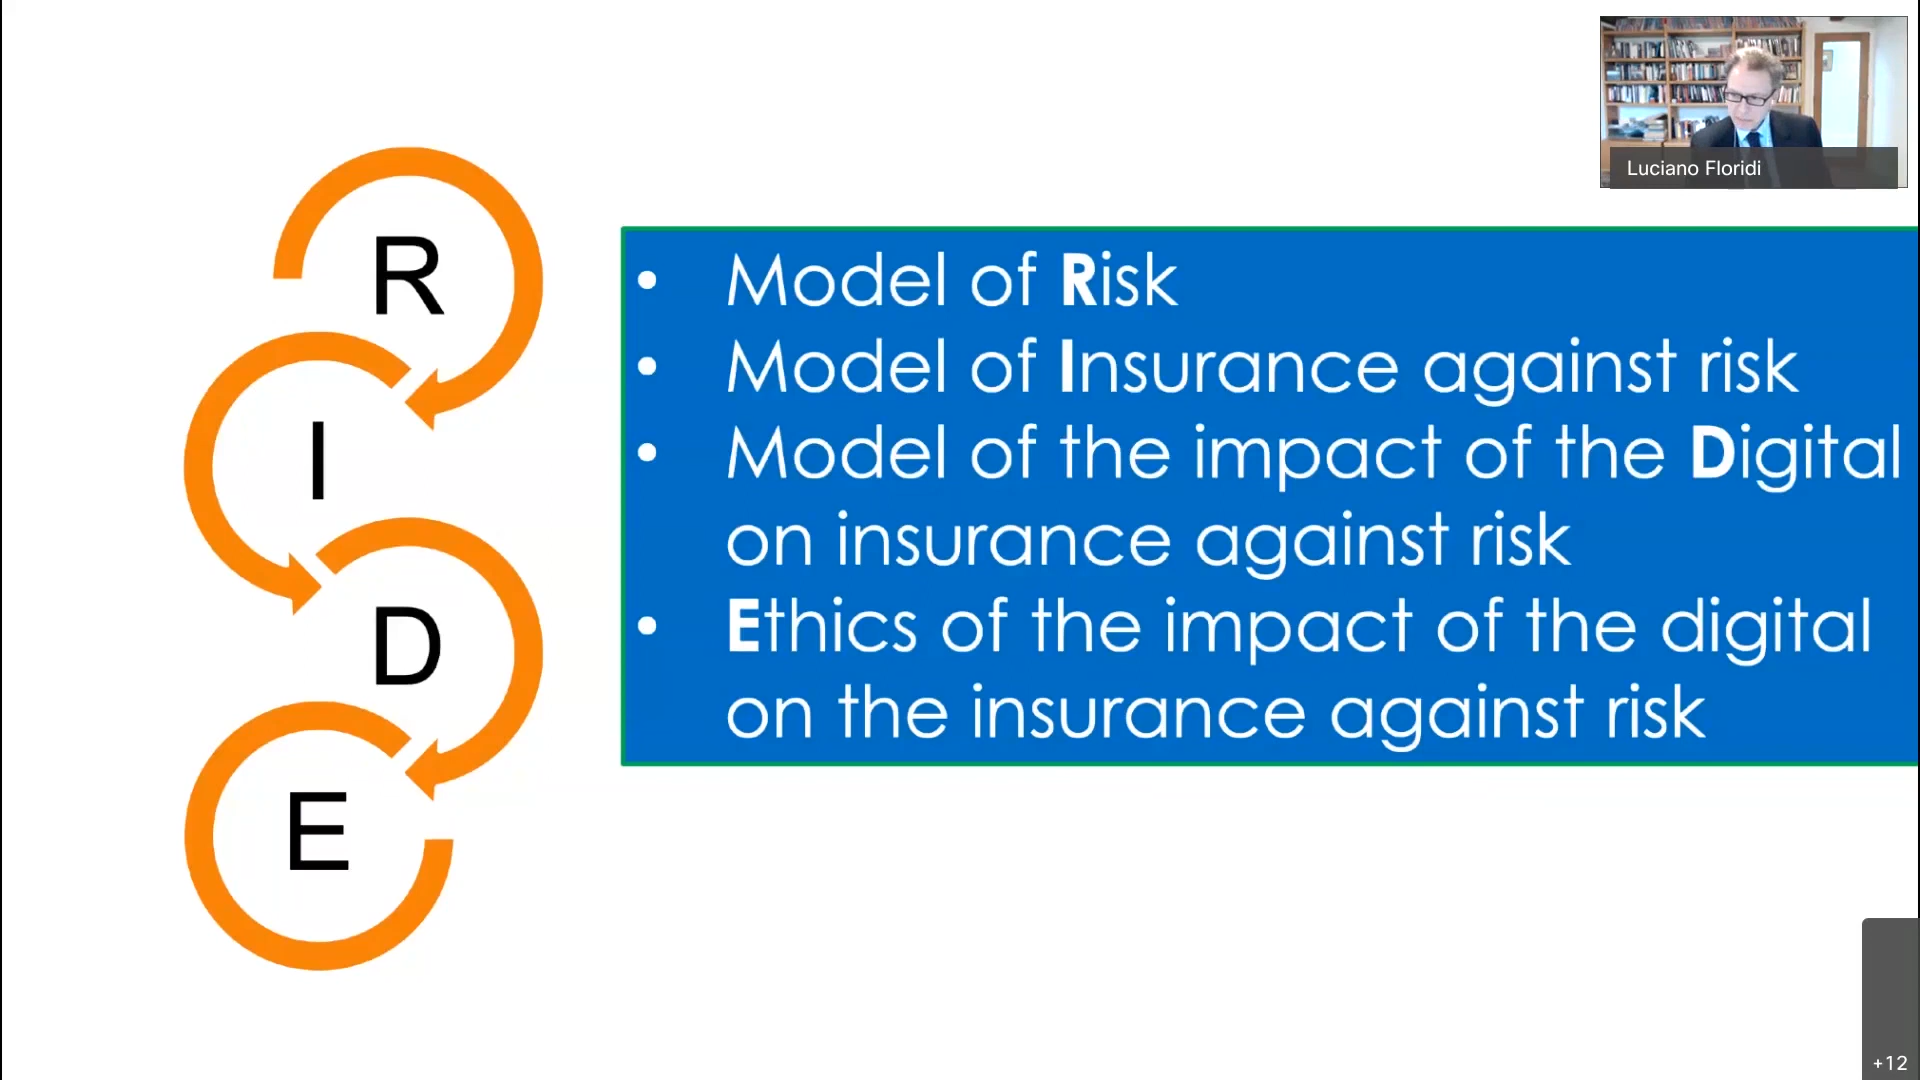 Luciano Floridi
R
I
D
E
• Model of Risk
• Model of Insurance against risk
• Model of the impact of the Digital
on insurance against risk
• Ethics of the impact of the digital
on the insurance against risk
+12